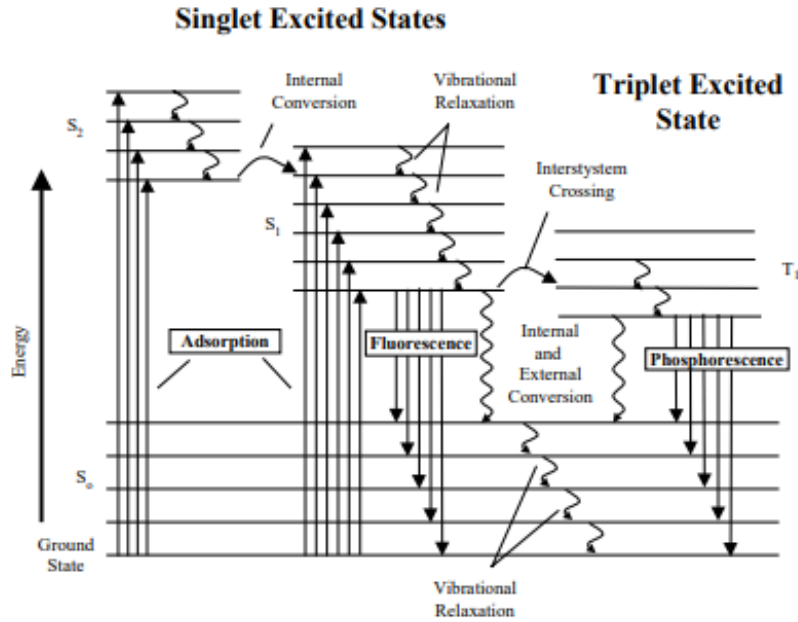 Singlet Excited States
Internal
Conversion
Vibrational
Relaxation
Triplet Excited
State
S2
Interstystem
Crossing
S1
T1
Energy
Adsorption
Fluorescence
Internal
and
External
Conversion
Phosphorescence
So
Ground
State
Vibrational
Relaxation